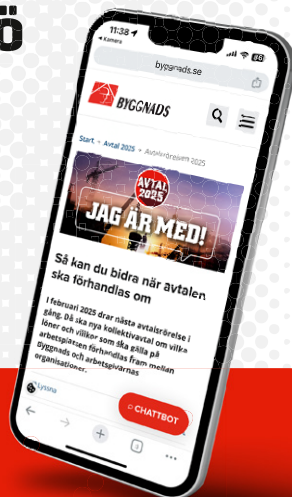 Ö
11:38
Kamera
byggnads.se
BYGGNADS
Start • Avtal 2025 • Avtalsrörelsen 2025
AVTAL
2025
JAG ÄR MED!
Så kan du bidra när avtalen
ska förhandlas om
I februari 2025 drar nästa avtalsrörelse i
gång. Då ska nya kollektivavtal om vilka
löner och villkor som ska gälla på
arbetsplatsen förhandlas fram mellan
Byggnads och arbetsgivarnas
organisationer.
Lyssna
CHATTBOT